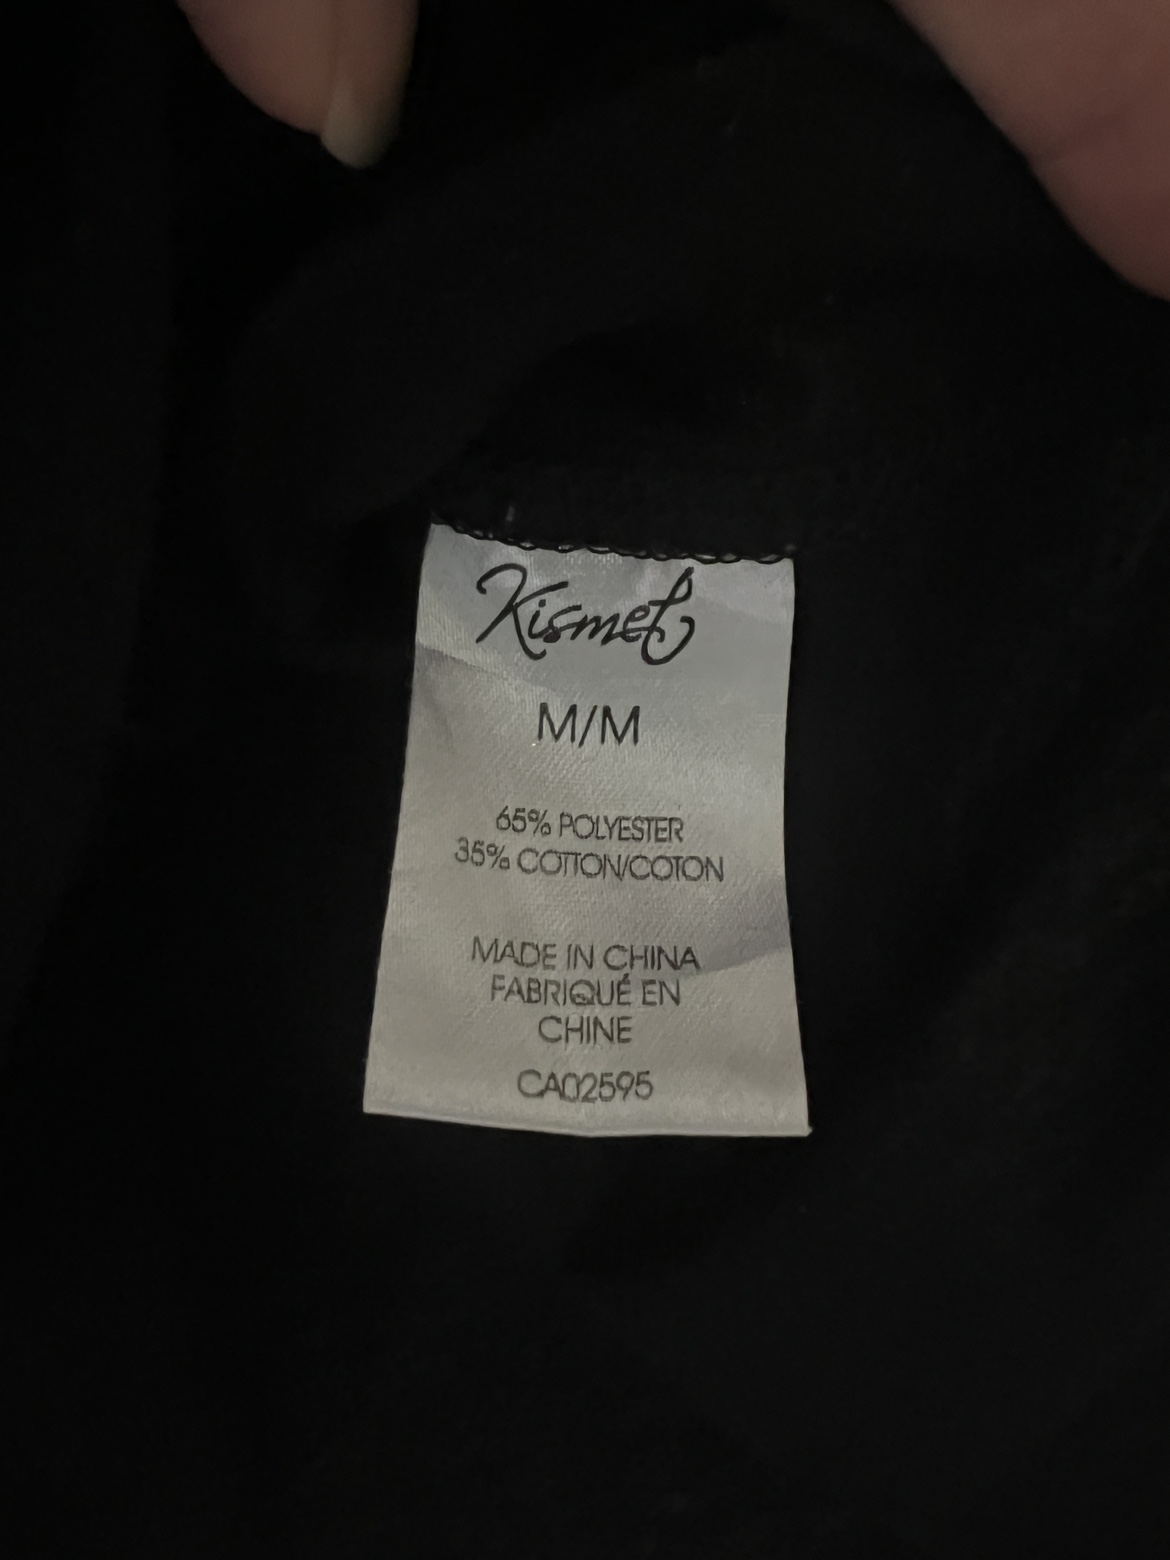 Kismet
M/M
65% POLYESTER
35% COTTON/COTON
MADE IN CHINA
FABRIQUÉ EN
CHINE
CA02595